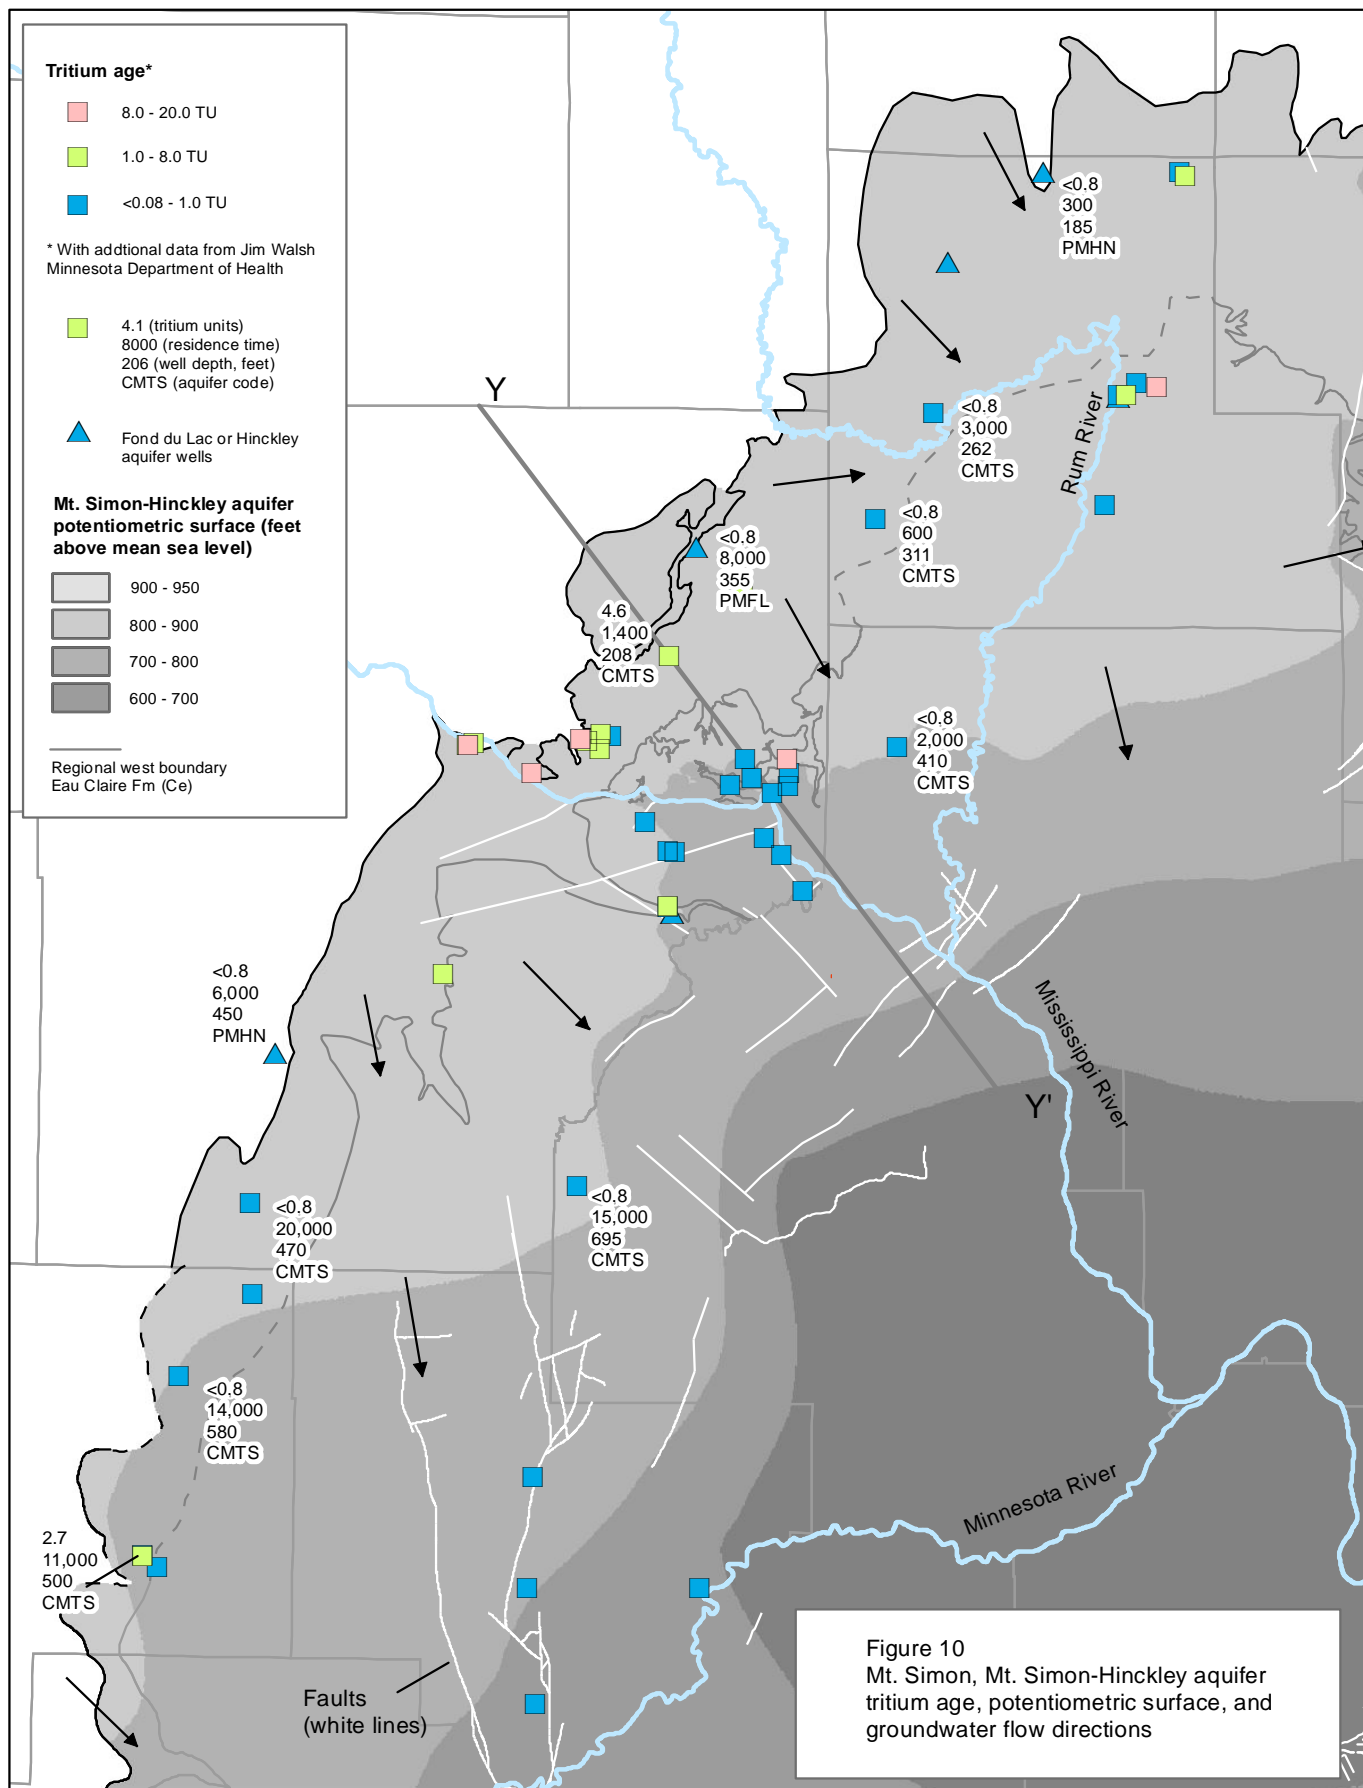 Tritium age*
8.0 - 20.0 TU
1.0 - 8.0 TU
<0.08 - 1.0 TU
* With addtional data from Jim Walsh
Minnesota Department of Health
4.1 (tritium units)
8000 (residence time)
206 (well depth, feet)
CMTS (aquifer code)
Fond du Lac or Hinckley
aquifer wells
Mt. Simon-Hinckley aquifer
potentiometric surface (feet
above mean sea level)
900 - 950
800 - 900
700 - 800
600 - 700
Regional west boundary
Eau Claire Fm (Ce)
<0.8
300
185
PMHN
Y
<0.8
3,000
262
CMTS
Rum River
<0.8
600
311
CMTS
<0.8
8,000
355
PMFL
4.6
1,400
208
CMTS
<0.8
2,000
410
CMTS
<0.8
6,000
450
PMHN
Mississippi River
Y'
<0.8
20,000
470
CMTS
<0.8
15,000
695
CMTS
<0.8
14,000
580
CMTS
2.7
11,000
500
CMTS
Minnesota River
Faults
(white lines)
Figure 10
Mt. Simon, Mt. Simon-Hinckley aquifer
tritium age, potentiometric surface, and
groundwater flow directions